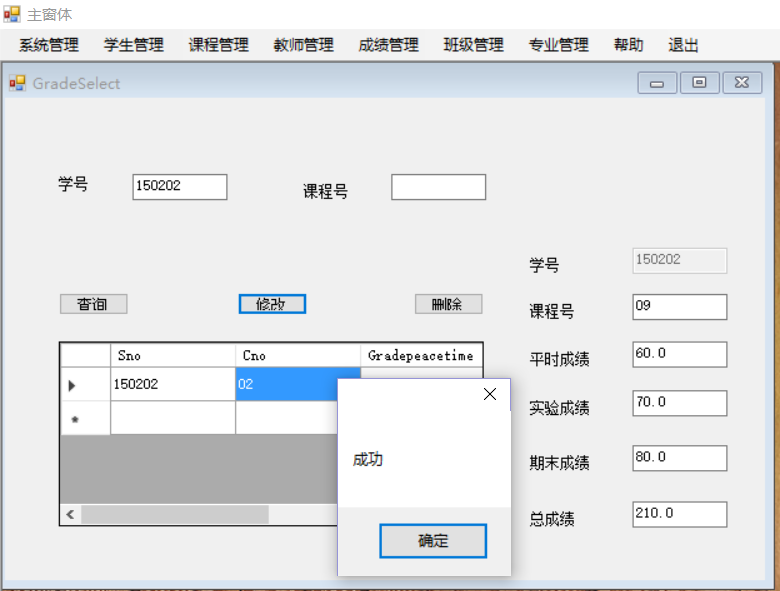 主窗体
系统管理 学生管理 课程管理 教师管理 成绩管理 班级管理 专业管理 帮助 退出
GradeSelect
学号 150202 课程号
学号 150202
查询 修改 删除
课程号 09
Sno Cno Gradepeacetime
平时成绩 60.0
150202 02
实验成绩 70.0
成功
期末成绩 80.0
总成绩 210.0
确定